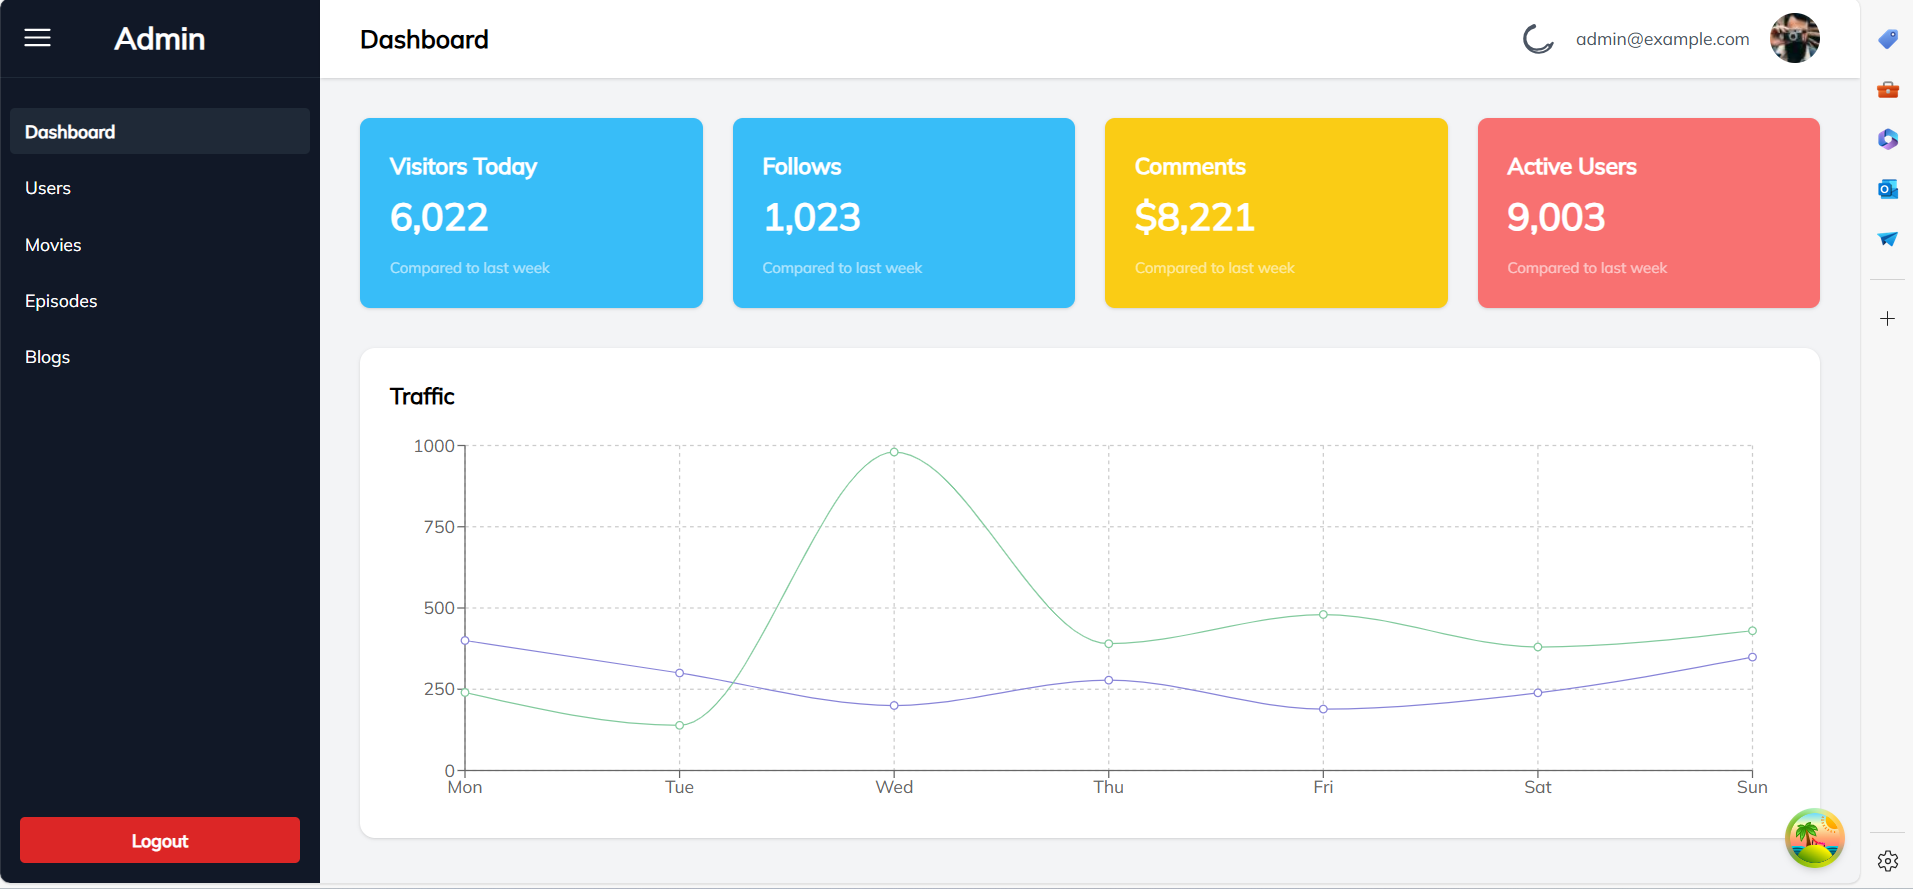 Admin
Dashboard
Users
Movies
Episodes
Blogs
Logout
Dashboard
admin@example.com
Visitors Today
6,022
Compared to last week
Follows
1,023
Compared to last week
Comments
$8,221
Compared to last week
Active Users
9,003
Compared to last week
Traffic
1000
750
500
250
0
Mon Tue Wed Thu Fri Sat Sun